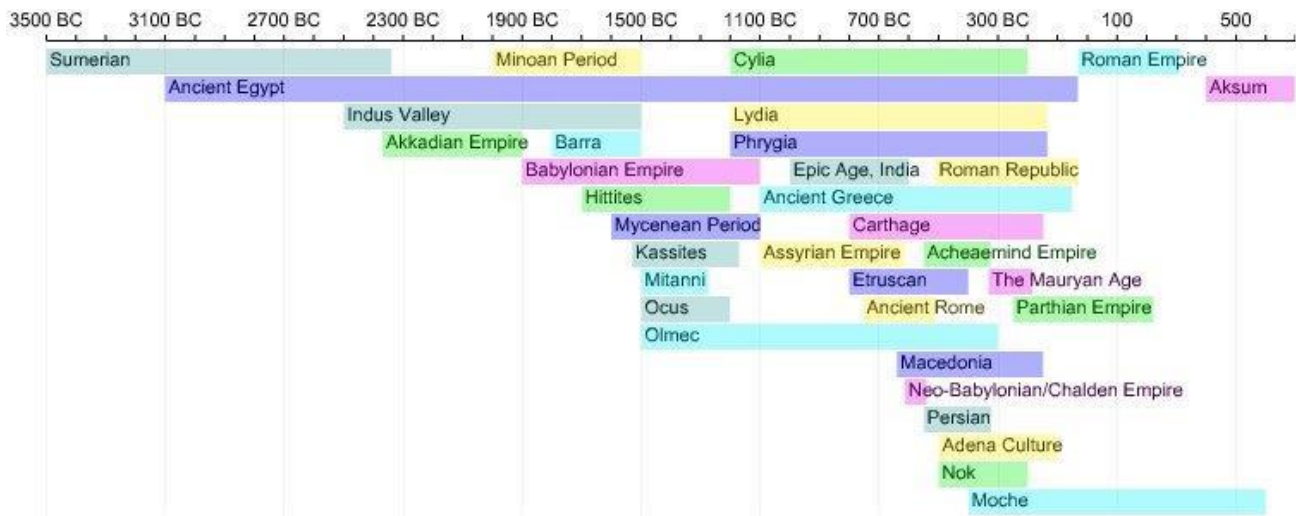 3500 BC 3100 BC 2700 BC 2300 BC 1900 BC 1500 BC 1100 BC 700 BC 300 BC 100 500
Sumerian Minoan Period Cylia Roman Empire
Ancient Egypt Aksum
Indus Valley Lydia
Akkadian Empire Barra Phrygia
Babylonian Empire Epic Age, India Roman Republic
Hittites Ancient Greece
Mycenean Period Carthage
Kassites Assyrian Empire Acheaemind Empire
Mitanni Etruscan The Mauryan Age
Ocus Ancient Rome Parthian Empire
Olmec
Macedonia
Neo-Babylonian/Chalden Empire
Persian
Adena Culture
Nok
Moche